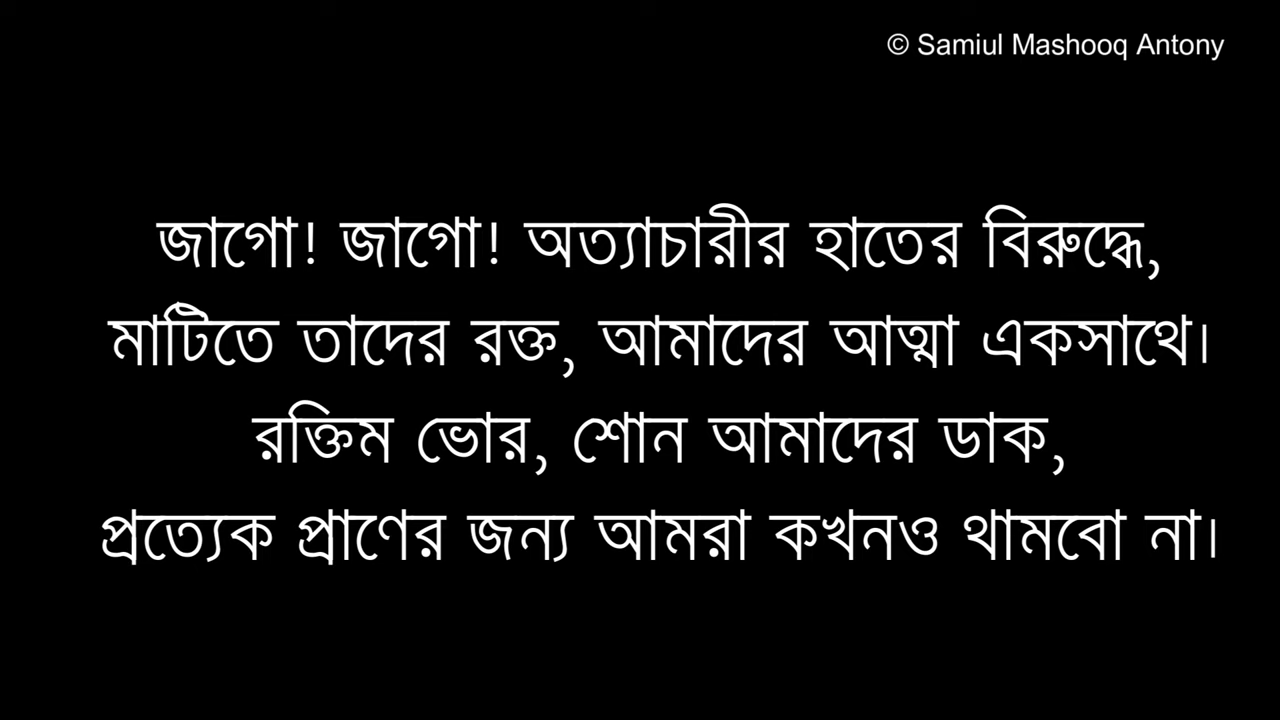 © Samiul Mashooq Antony
জাগো! জাগো! অত্যাচারীর হাতের বিরুদ্ধে,
মাটিতে তাদের রক্ত, আমাদের আত্মা একসাথে।
রক্তিম ভোর, শোন আমাদের ডাক,
প্রত্যেক প্রাণের জন্য আমরা কখনও থামবো না।